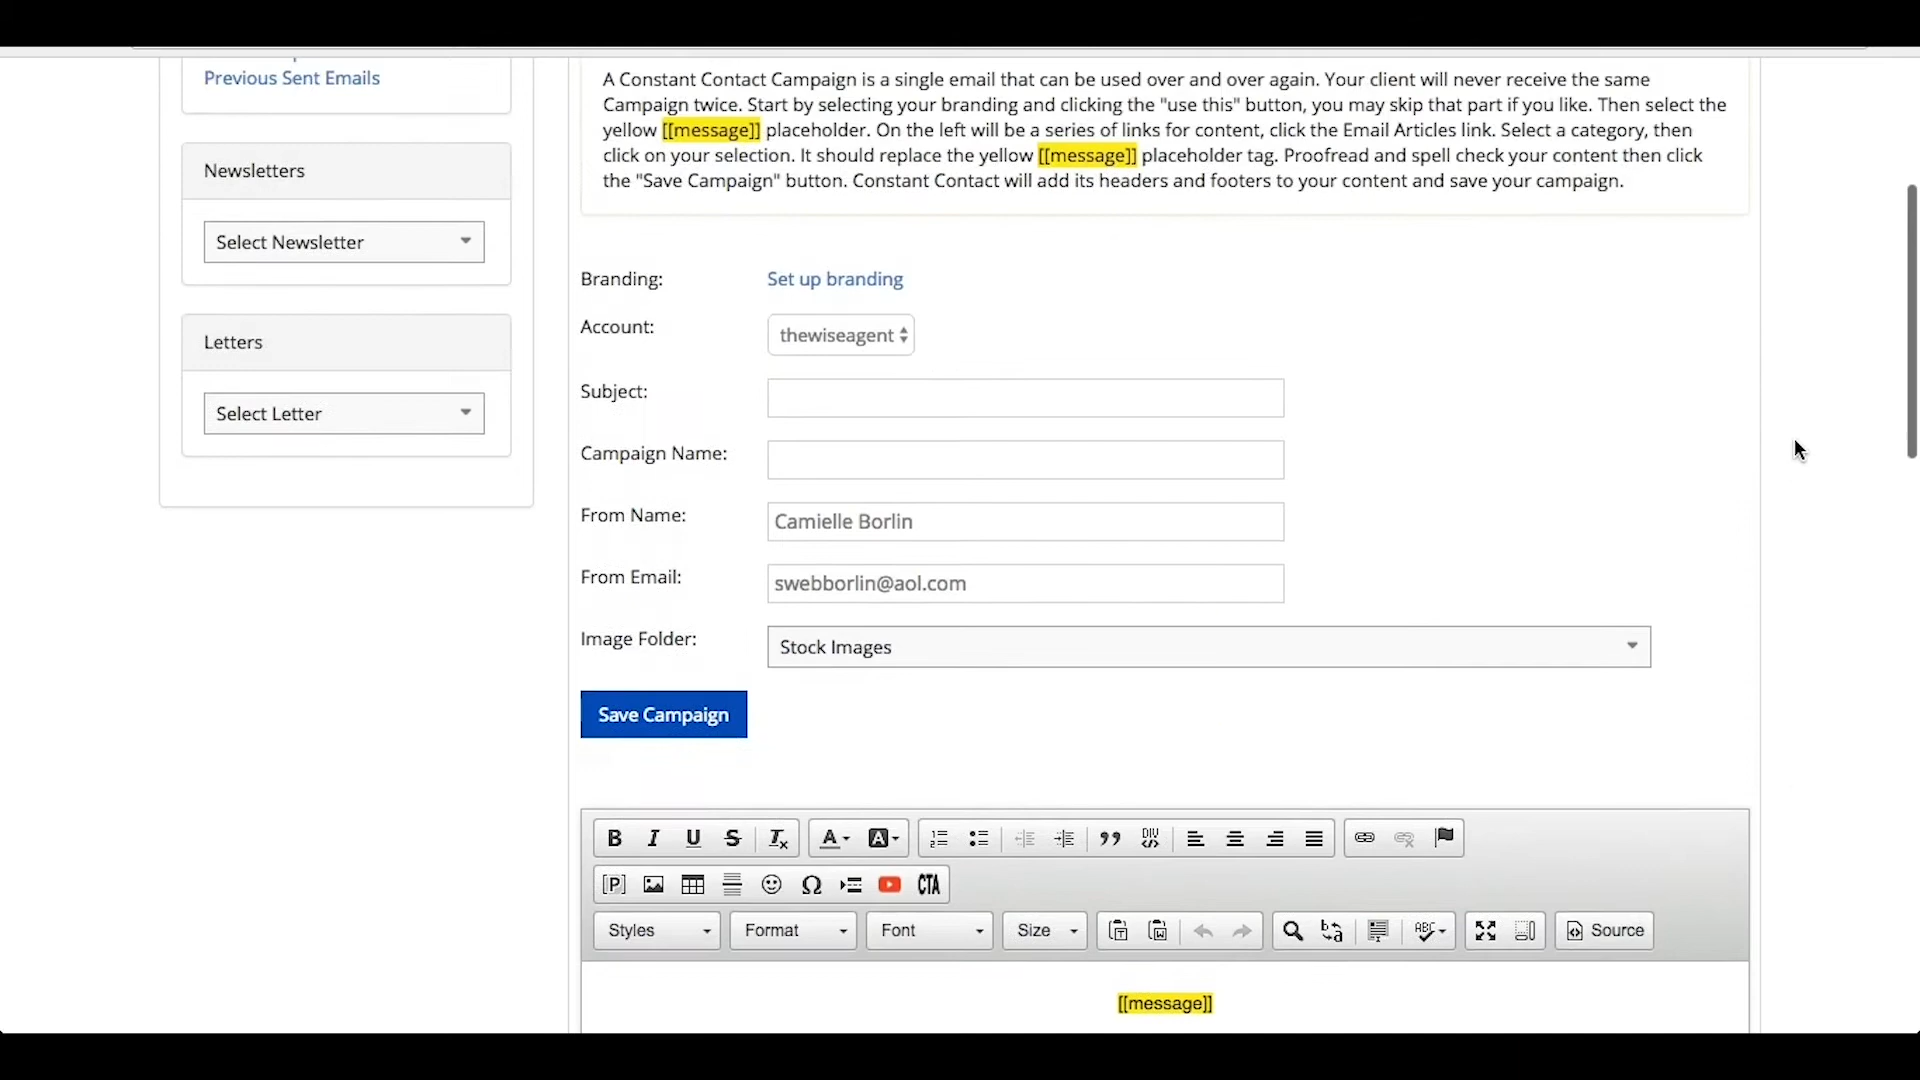 Previous Sent Emails
Newsletters
Select Newsletter
Letters
Select Letter
A Constant Contact Campaign is a single email that can be used over and over again. Your client will never receive the same
Campaign twice. Start by selecting your branding and clicking the "use this" button, you may skip that part if you like. Then select the
yellow [[message]] placeholder. On the left will be a series of links for content, click the Email Articles link. Select a category, then
click on your selection. It should replace the yellow [[message]] placeholder tag. Proofread and spell check your content then click
the "Save Campaign" button. Constant Contact will add its headers and footers to your content and save your campaign.
Branding: Set up branding
Account: thewiseagent
Subject:
Campaign Name:
From Name: Camielle Borlin
From Email: swebborlin@aol.com
Image Folder: Stock Images
Save Campaign
B I U S Tx A A DIV
[P] Ω CTA
Styles Format Font Size ABC Source
[[message]]